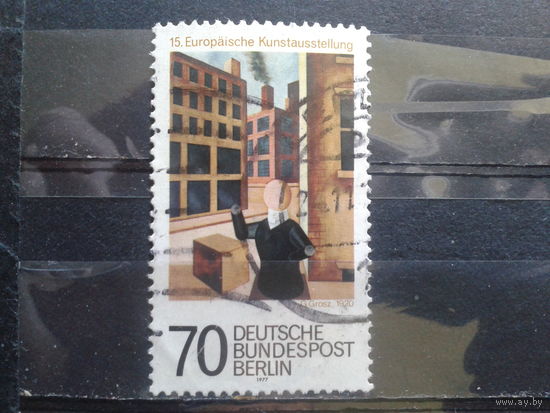 15. Europäische Kunstausstellung
G. Grosz, 1920
70 DEUTSCHE
BUNDESPOST
BERLIN
1977
www.ay.by